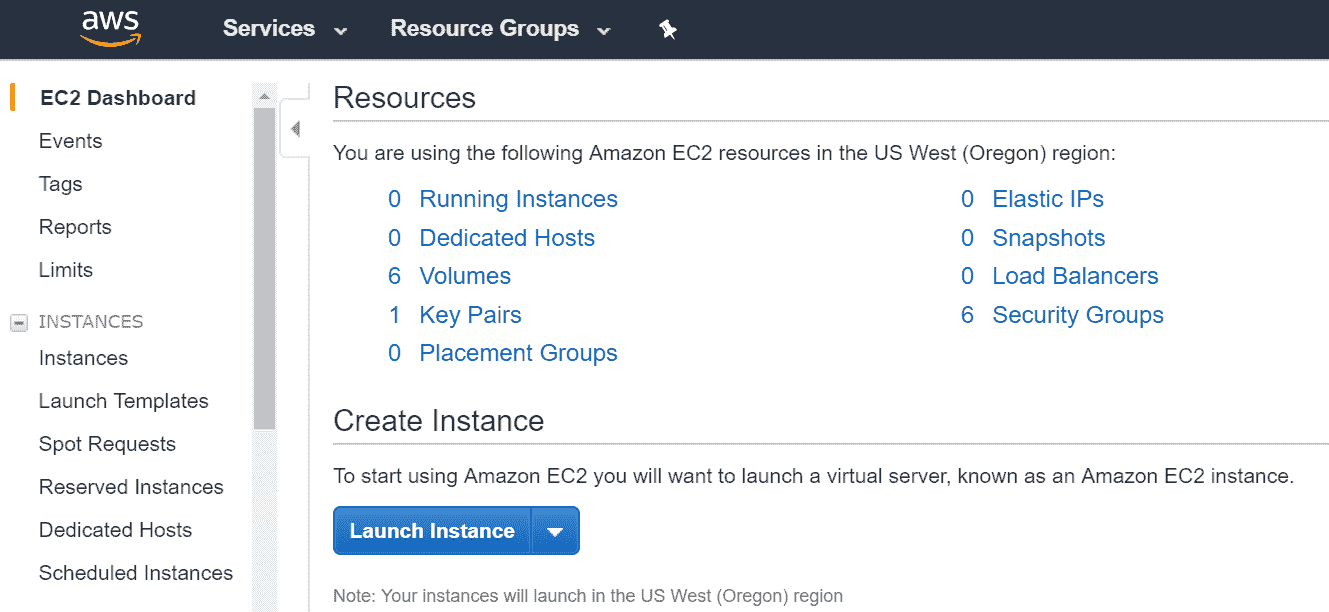 aws
Services
Resource Groups
EC2 Dashboard
Events
Tags
Reports
Limits
INSTANCES
Instances
Launch Templates
Spot Requests
Reserved Instances
Dedicated Hosts
Scheduled Instances
Resources
You are using the following Amazon EC2 resources in the US West (Oregon) region:
0 Running Instances
0 Dedicated Hosts
6 Volumes
1 Key Pairs
0 Placement Groups
0 Elastic IPs
0 Snapshots
0 Load Balancers
6 Security Groups
Create Instance
To start using Amazon EC2 you will want to launch a virtual server, known as an Amazon EC2 instance.
Launch Instance
Note: Your instances will launch in the US West (Oregon) region